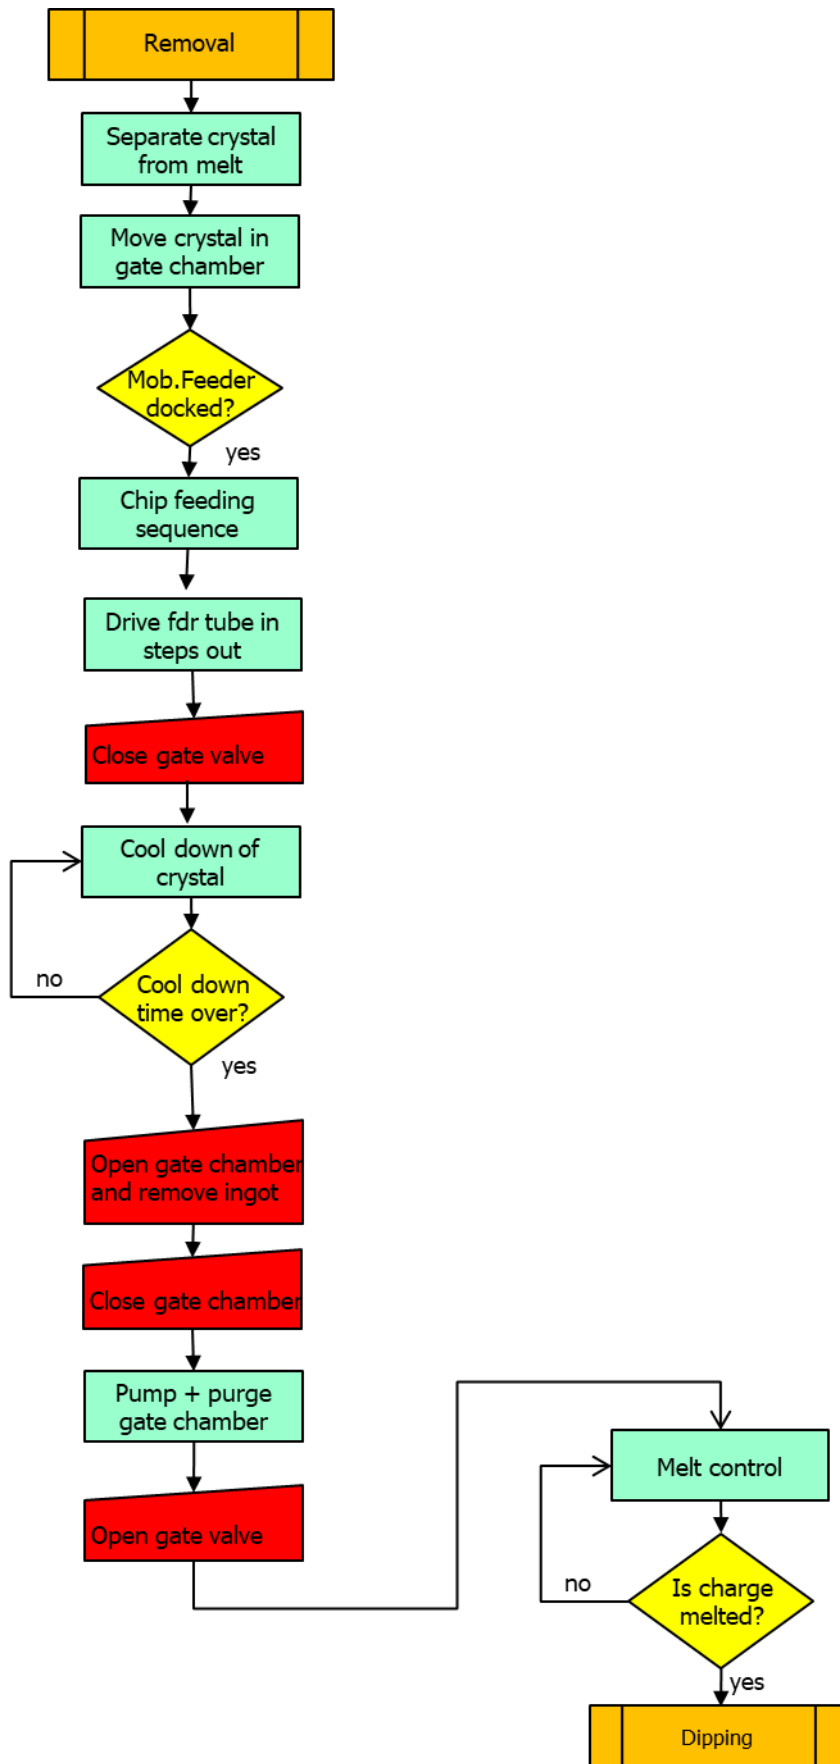 Removal
Separate crystal
from melt
Move crystal in
gate chamber
Mob.Feeder
docked?
yes
Chip feeding
sequence
Drive fdr tube in
steps out
Close gate valve
Cool down of
crystal
no
Cool down
time over?
yes
Open gate chamber
and remove ingot
Close gate chamber
Pump + purge
gate chamber
Open gate valve
Melt control
no
Is charge
melted?
yes
Dipping